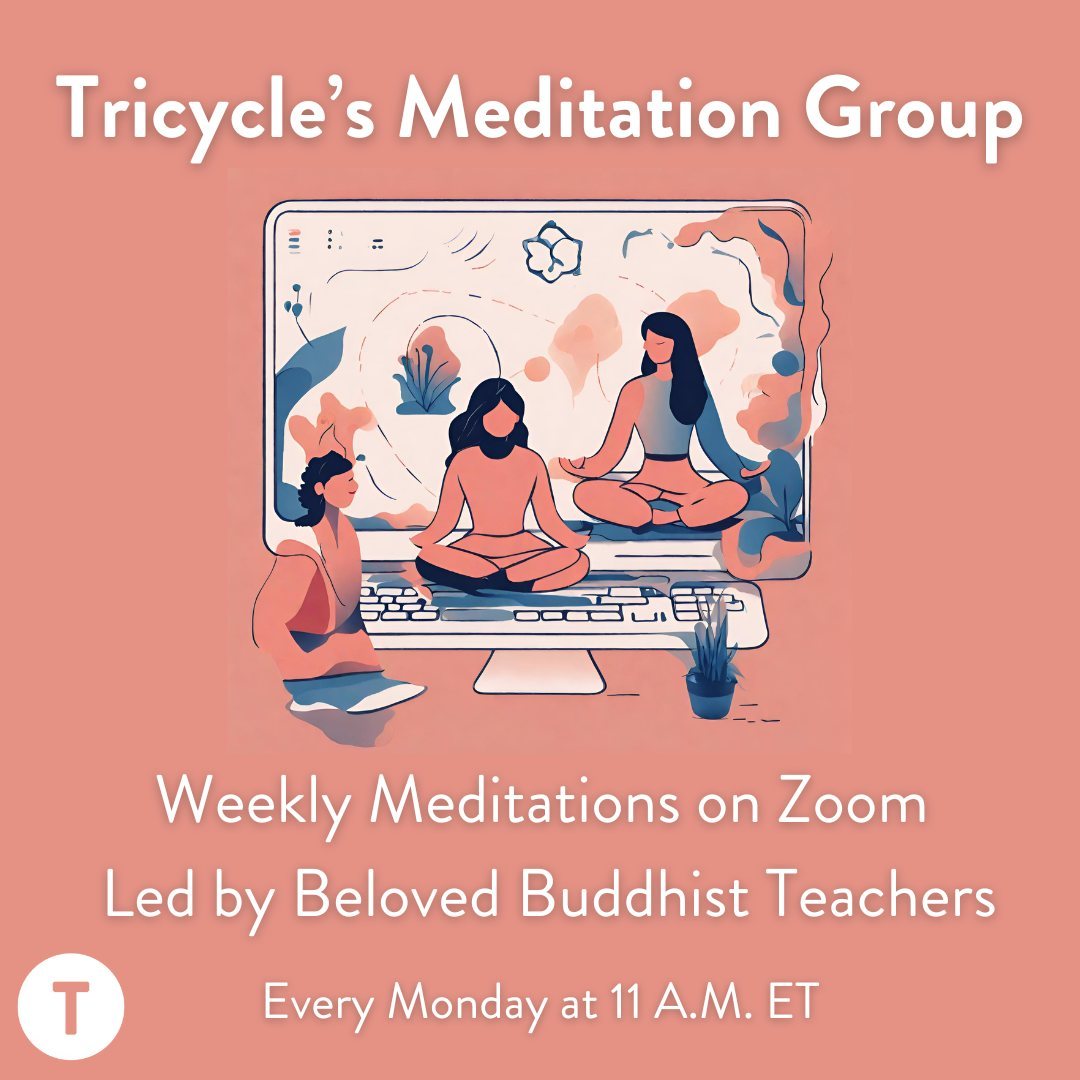 Tricycle’s Meditation Group
Weekly Meditations on Zoom
Led by Beloved Buddhist Teachers
T
Every Monday at 11 A.M. ET